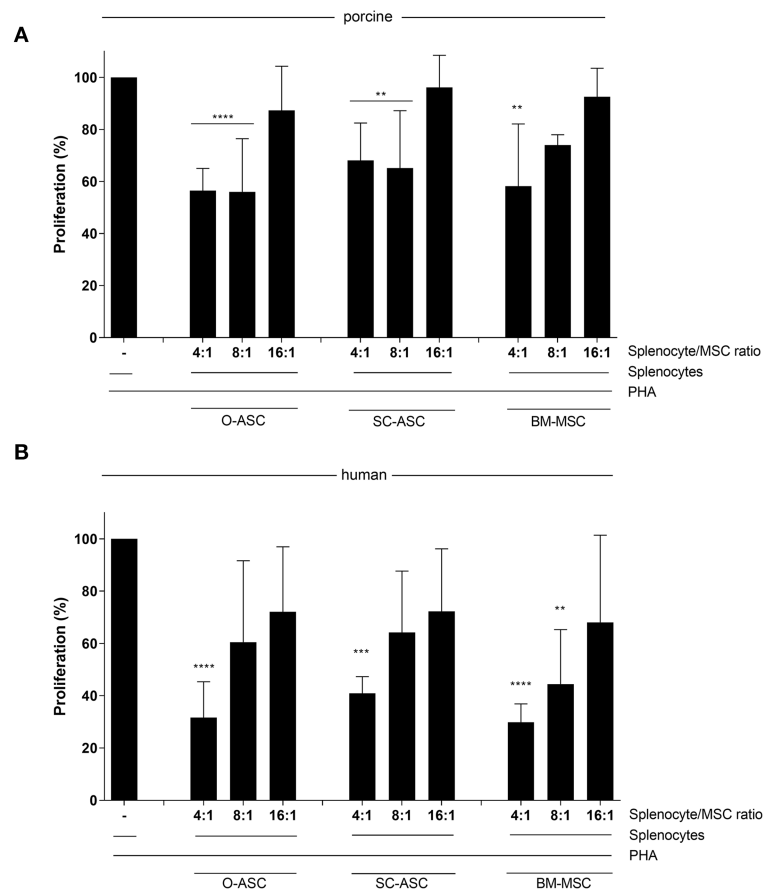 porcine
A
Proliferation (%)
100
80
60
40
20
0
****
**
**
- 4:1 8:1 16:1 4:1 8:1 16:1 4:1 8:1 16:1 Splenocyte/MSC ratio
Splenocytes
PHA
O-ASC SC-ASC BM-MSC
B
human
Proliferation (%)
100
80
60
40
20
0
****
***
****
**
- 4:1 8:1 16:1 4:1 8:1 16:1 4:1 8:1 16:1 Splenocyte/MSC ratio
Splenocytes
PHA
O-ASC SC-ASC BM-MSC